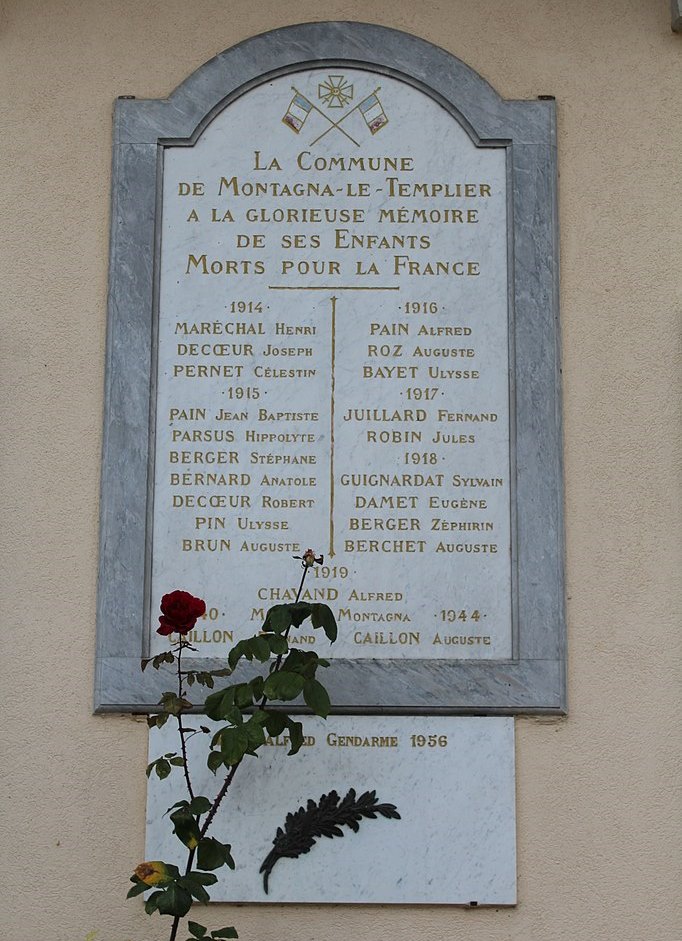 LA COMMUNE
DE MONTAGNA-LE-TEMPLIER
A LA GLORIEUSE MÉMOIRE
DE SES ENFANTS
MORTS POUR LA FRANCE
·1914·
MARÉCHAL HENRI
DECŒUR JOSEPH
PERNET CÉLESTIN
·1915·
PAIN JEAN BAPTISTE
PARSUS HIPPOLYTE
BERGER STÉPHANE
BERNARD ANATOLE
DECŒUR ROBERT
PIN ULYSSE
BRUN AUGUSTE
·1916·
PAIN ALFRED
ROZ AUGUSTE
BAYET ULYSSE
·1917·
JUILLARD FERNAND
ROBIN JULES
·1918·
GUIGNARDAT SYLVAIN
DAMET EUGÈNE
BERGER ZÉPHIRIN
BERCHET AUGUSTE
·1919·
CHAVAND ALFRED
40· MONTAGNA ·1944·
CAILLON CAILLON AUGUSTE
ALFRED GENDARME 1956